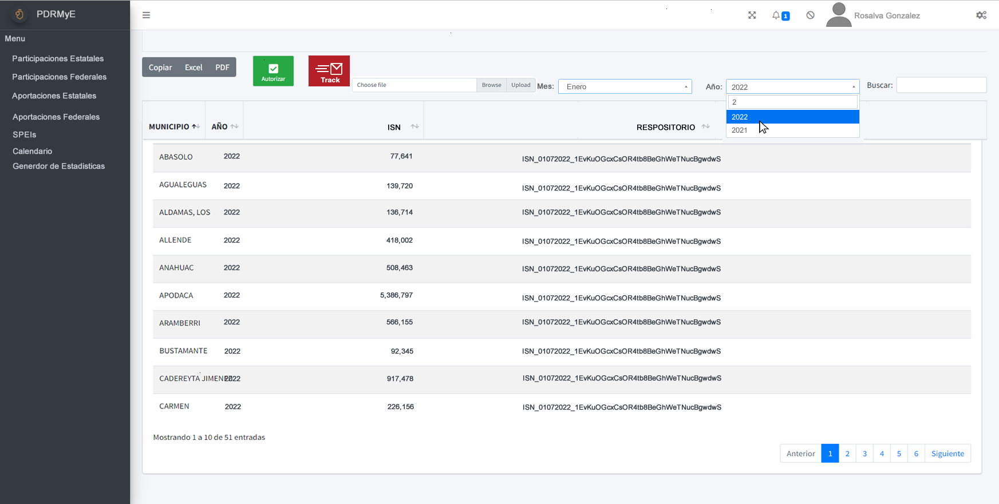 PDRMyE
1
Rosalva Gonzalez
Menu
Participaciones Estatales
Participaciones Federales
Aportaciones Estatales
Aportaciones Federales
SPEIs
Calendario
Generdor de Estadisticas
Copiar Excel PDF
Autorizar
Track
Choose file Browse Upload
Mes: Enero
Año: 2022
Buscar:
2
2022
2021
MUNICIPIO AÑO ISN RESPOSITORIO
ABASOLO 2022 77,641 ISN_01072022_1EvKuOGcxCsOR4tb8BeGhWeTNucBgwdwS
AGUALEGUAS 2022 139,720 ISN_01072022_1EvKuOGcxCsOR4tb8BeGhWeTNucBgwdwS
ALDAMAS, LOS 2022 136,714 ISN_01072022_1EvKuOGcxCsOR4tb8BeGhWeTNucBgwdwS
ALLENDE 2022 418,002 ISN_01072022_1EvKuOGcxCsOR4tb8BeGhWeTNucBgwdwS
ANAHUAC 2022 508,463 ISN_01072022_1EvKuOGcxCsOR4tb8BeGhWeTNucBgwdwS
APODACA 2022 5,386,797 ISN_01072022_1EvKuOGcxCsOR4tb8BeGhWeTNucBgwdwS
ARAMBERRI 2022 566,155 ISN_01072022_1EvKuOGcxCsOR4tb8BeGhWeTNucBgwdwS
BUSTAMANTE 2022 92,345 ISN_01072022_1EvKuOGcxCsOR4tb8BeGhWeTNucBgwdwS
CADEREYTA JIMENEZ 2022 917,478 ISN_01072022_1EvKuOGcxCsOR4tb8BeGhWeTNucBgwdwS
CARMEN 2022 226,156 ISN_01072022_1EvKuOGcxCsOR4tb8BeGhWeTNucBgwdwS
Mostrando 1 a 10 de 51 entradas
Anterior 1 2 3 4 5 6 Siguiente